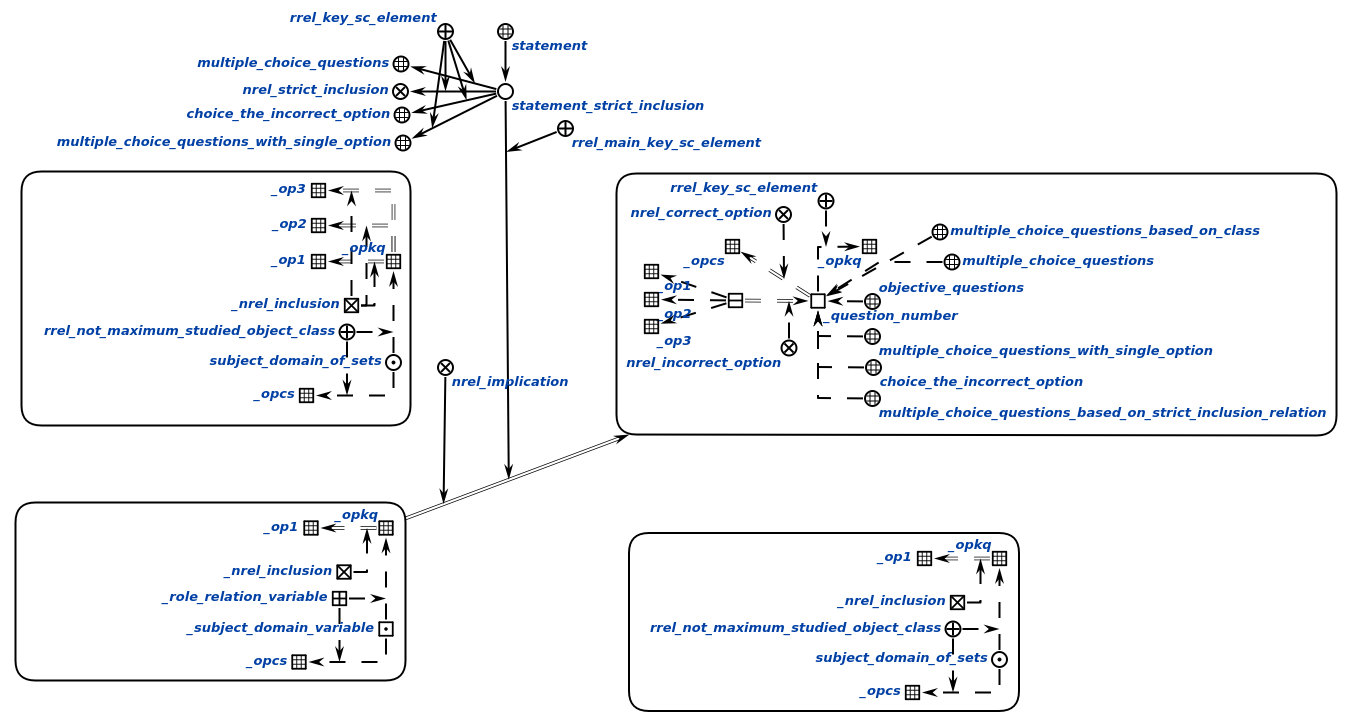 rrel_key_sc_element
statement
multiple_choice_questions
nrel_strict_inclusion
statement_strict_inclusion
choice_the_incorrect_option
multiple_choice_questions_with_single_option
rrel_main_key_sc_element
_op3
_op2
_opkq
_op1
_nrel_inclusion
rrel_not_maximum_studied_object_class
subject_domain_of_sets
_opcs
rrel_key_sc_element
nrel_correct_option
multiple_choice_questions_based_on_class
_opcs
_opkq
multiple_choice_questions
_op1
objective_questions
_op2
_question_number
_op3
multiple_choice_questions_with_single_option
nrel_incorrect_option
choice_the_incorrect_option
multiple_choice_questions_based_on_strict_inclusion_relation
nrel_implication
_opkq
_op1
_nrel_inclusion
_role_relation_variable
_subject_domain_variable
_opcs
_opkq
_op1
_nrel_inclusion
rrel_not_maximum_studied_object_class
subject_domain_of_sets
_opcs